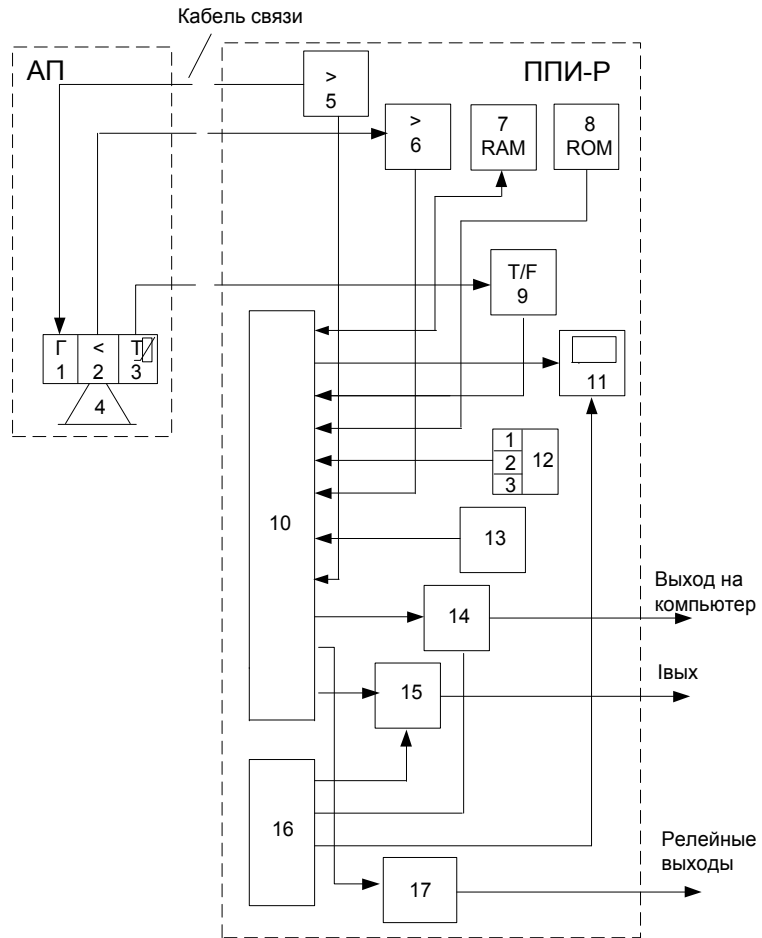 Кабель связи
АП
ППИ-Р
>
5
>
6
7
RAM
8
ROM
T/F
9
Г
1
<
2
T
3
4
11
1
2
3
12
10
13
Выход на
компьютер
14
Iвых
15
16
Релейные
выходы
17